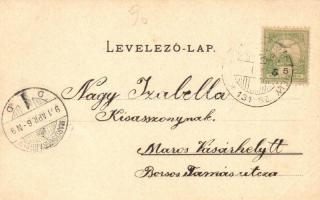 LEVELEZŐ-LAP.
Nagy Izabella
Kisasszonynak.
Maros Vásárhelytt
Borsos Tamás utcza